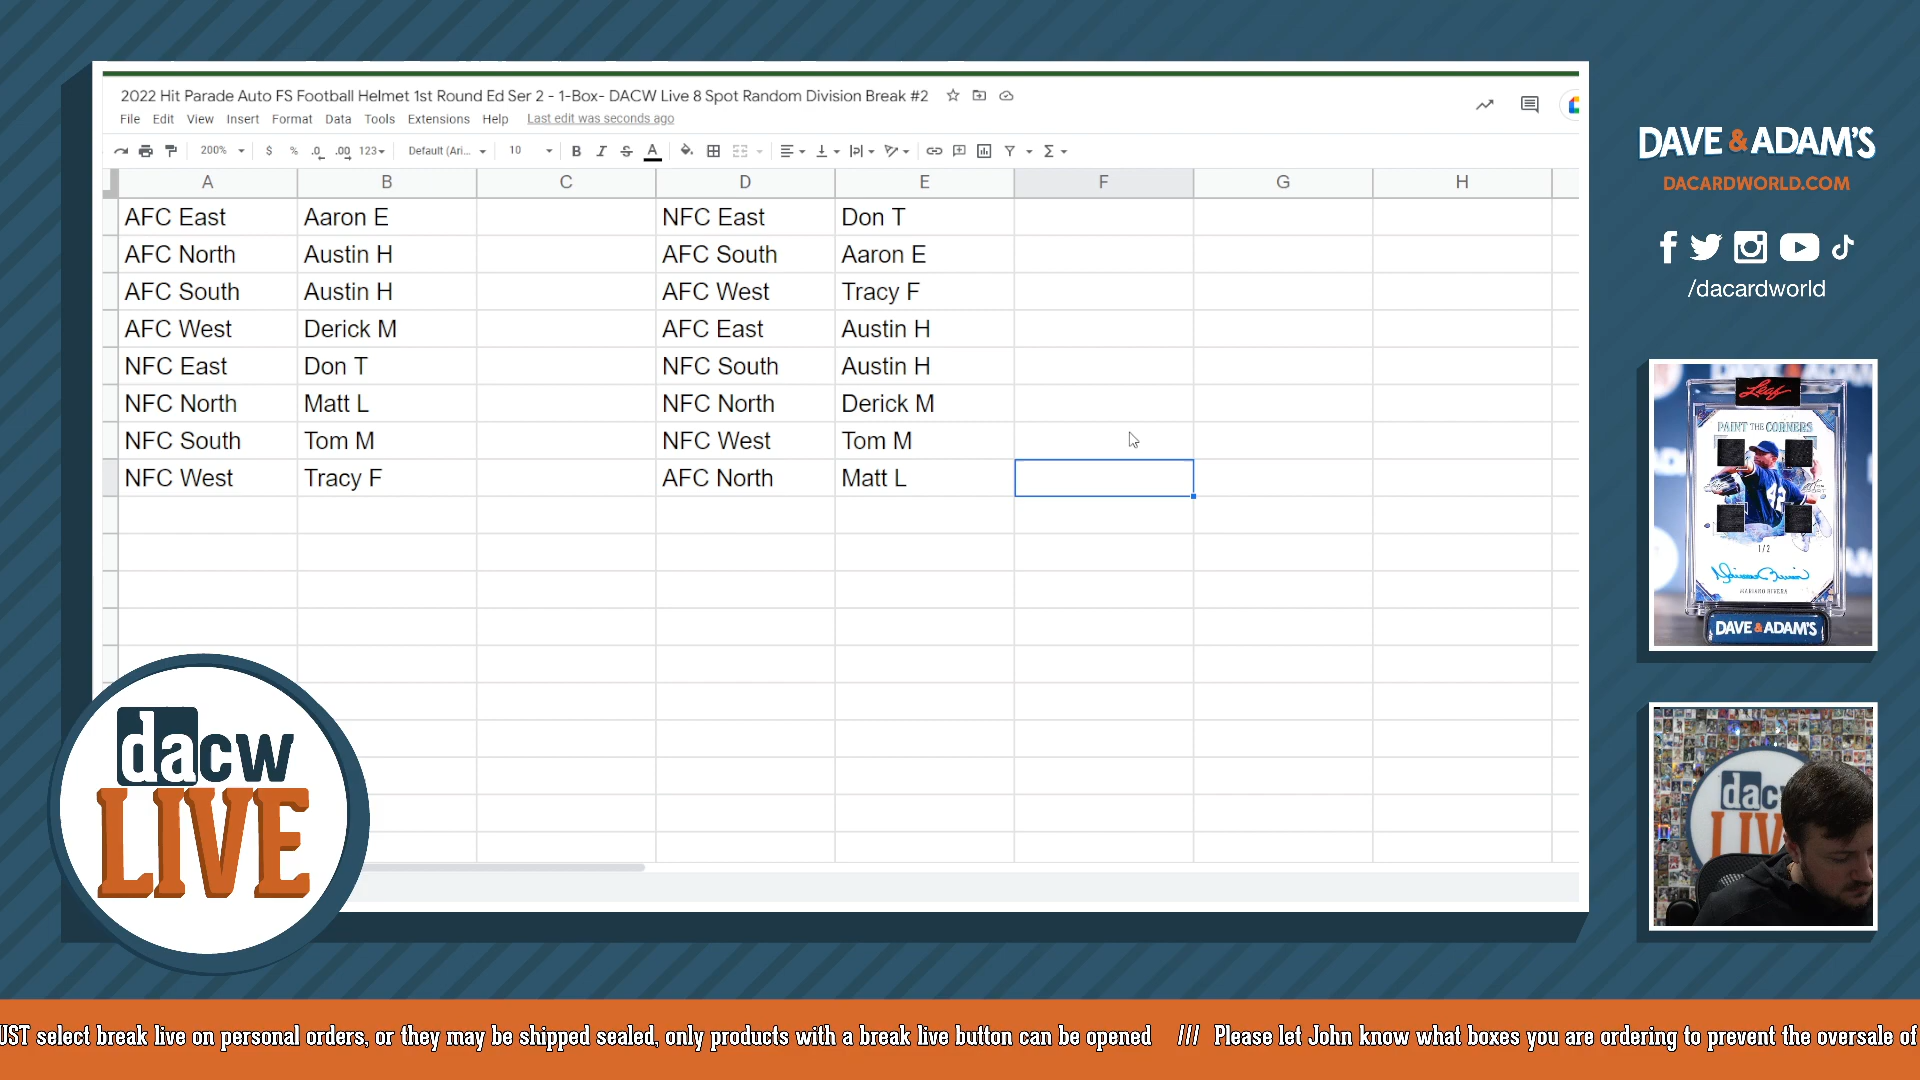 2022 Hit Parade Auto FS Football Helmet 1st Round Ed Ser 2 - 1-Box- DACW Live 8 Spot Random Division Break #2
File Edit View Insert Format Data Tools Extensions Help Last edit was seconds ago
200% $ % .0 .00 123 Default (Ari... 10 B I S A
A B C D E F G H
AFC East Aaron E NFC East Don T
AFC North Austin H AFC South Aaron E
AFC South Austin H AFC West Tracy F
AFC West Derick M AFC East Austin H
NFC East Don T NFC South Austin H
NFC North Matt L NFC North Derick M
NFC South Tom M NFC West Tom M
NFC West Tracy F AFC North Matt L
DAVE & ADAM'S
DACARDWORLD.COM
/dacardworld
Leaf
PAINT THE CORNERS
42
1/2
MARIANO RIVERA
DAVE & ADAM'S
dacw
LIVE
UST select break live on personal orders, or they may be shipped sealed, only products with a break live button can be opened /// Please let John know what boxes you are ordering to prevent the oversale of